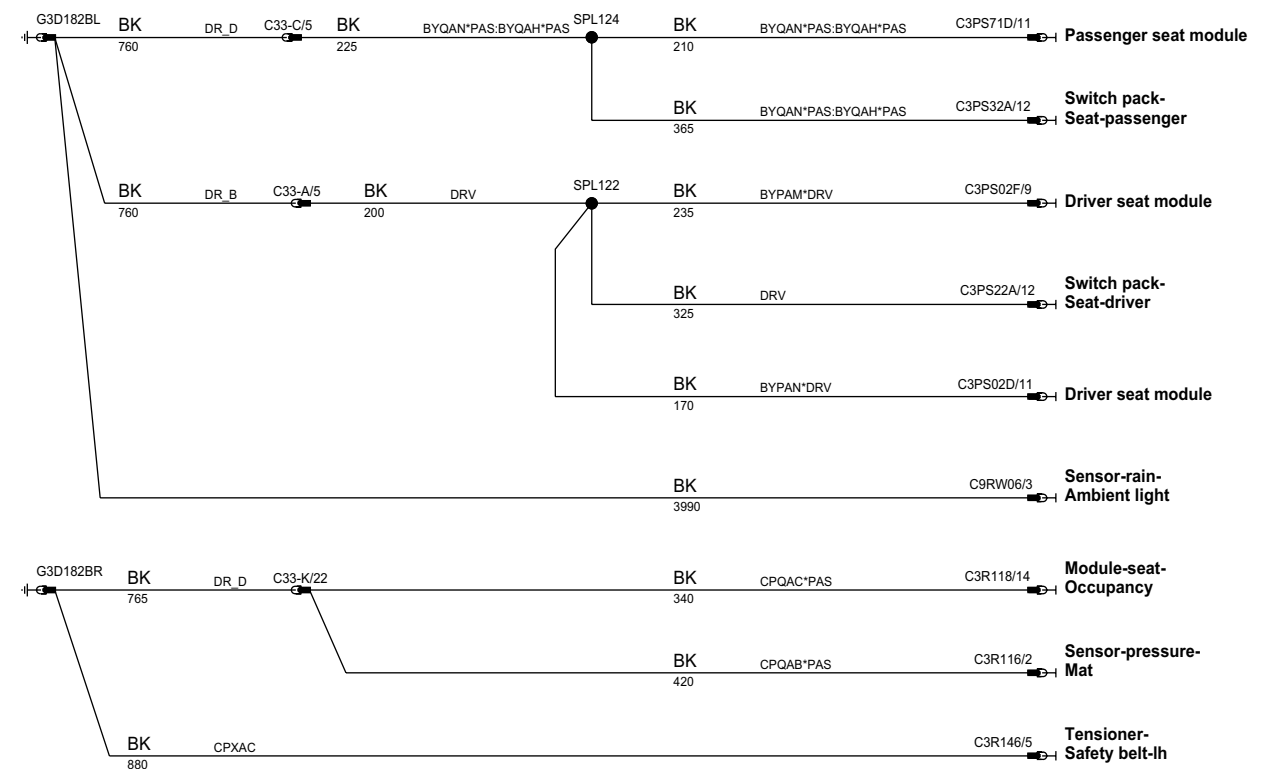 G3D182BL BK DR_D C33-C/5 BK BYQAN*PAS:BYQAH*PAS SPL124 BK BYQAN*PAS:BYQAH*PAS C3PS71D/11 Passenger seat module
760 225 210
BK BYQAN*PAS:BYQAH*PAS C3PS32A/12 Switch pack-
Seat-passenger
365
BK DR_B C33-A/5 BK DRV SPL122 BK BYPAM*DRV C3PS02F/9 Driver seat module
760 200 235
BK DRV C3PS22A/12 Switch pack-
Seat-driver
325
BK BYPAN*DRV C3PS02D/11 Driver seat module
170
BK C9RW06/3 Sensor-rain-
Ambient light
3990
G3D182BR BK DR_D C33-K/22 BK CPQAC*PAS C3R118/14 Module-seat-
Occupancy
765 340
BK CPQAB*PAS C3R116/2 Sensor-pressure-
Mat
420
BK CPXAC C3R146/5 Tensioner-
Safety belt-lh
880